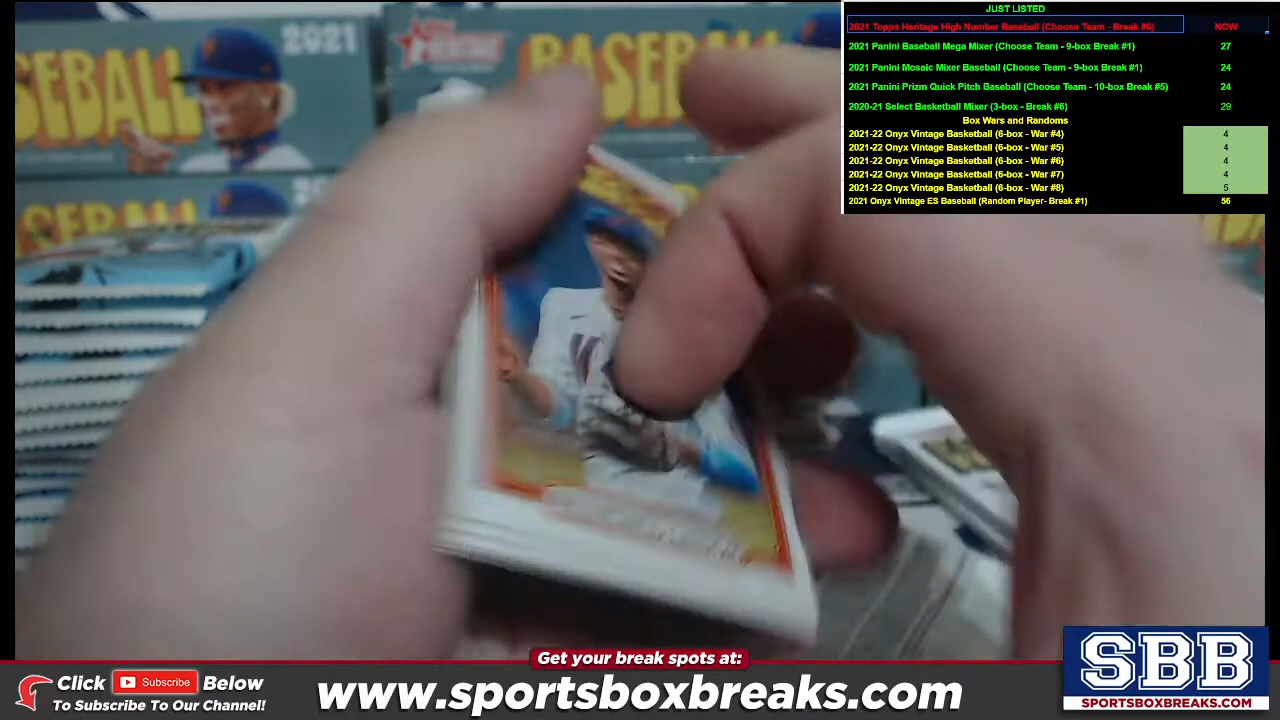 JUST LISTED
2021 Topps Heritage High Number Baseball (Choose Team - Break #6) NOW
2021 Panini Baseball Mega Mixer (Choose Team - 9-box Break #1) 27
2021 Panini Mosaic Mixer Baseball (Choose Team - 9-box Break #1) 24
2021 Panini Prizm Quick Pitch Baseball (Choose Team - 10-box Break #5) 24
2020-21 Select Basketball Mixer (3-box - Break #6) 29
Box Wars and Randoms
2021-22 Onyx Vintage Basketball (6-box - War #4) 4
2021-22 Onyx Vintage Basketball (6-box - War #5) 4
2021-22 Onyx Vintage Basketball (6-box - War #6) 4
2021-22 Onyx Vintage Basketball (6-box - War #7) 4
2021-22 Onyx Vintage Basketball (6-box - War #8) 5
2021 Onyx Vintage ES Baseball (Random Player- Break #1) 56
BASEBALL
Get your break spots at:
Click Subscribe Below
To Subscribe To Our Channel!
www.sportsboxbreaks.com
SBB
SPORTSBOXBREAKS.COM